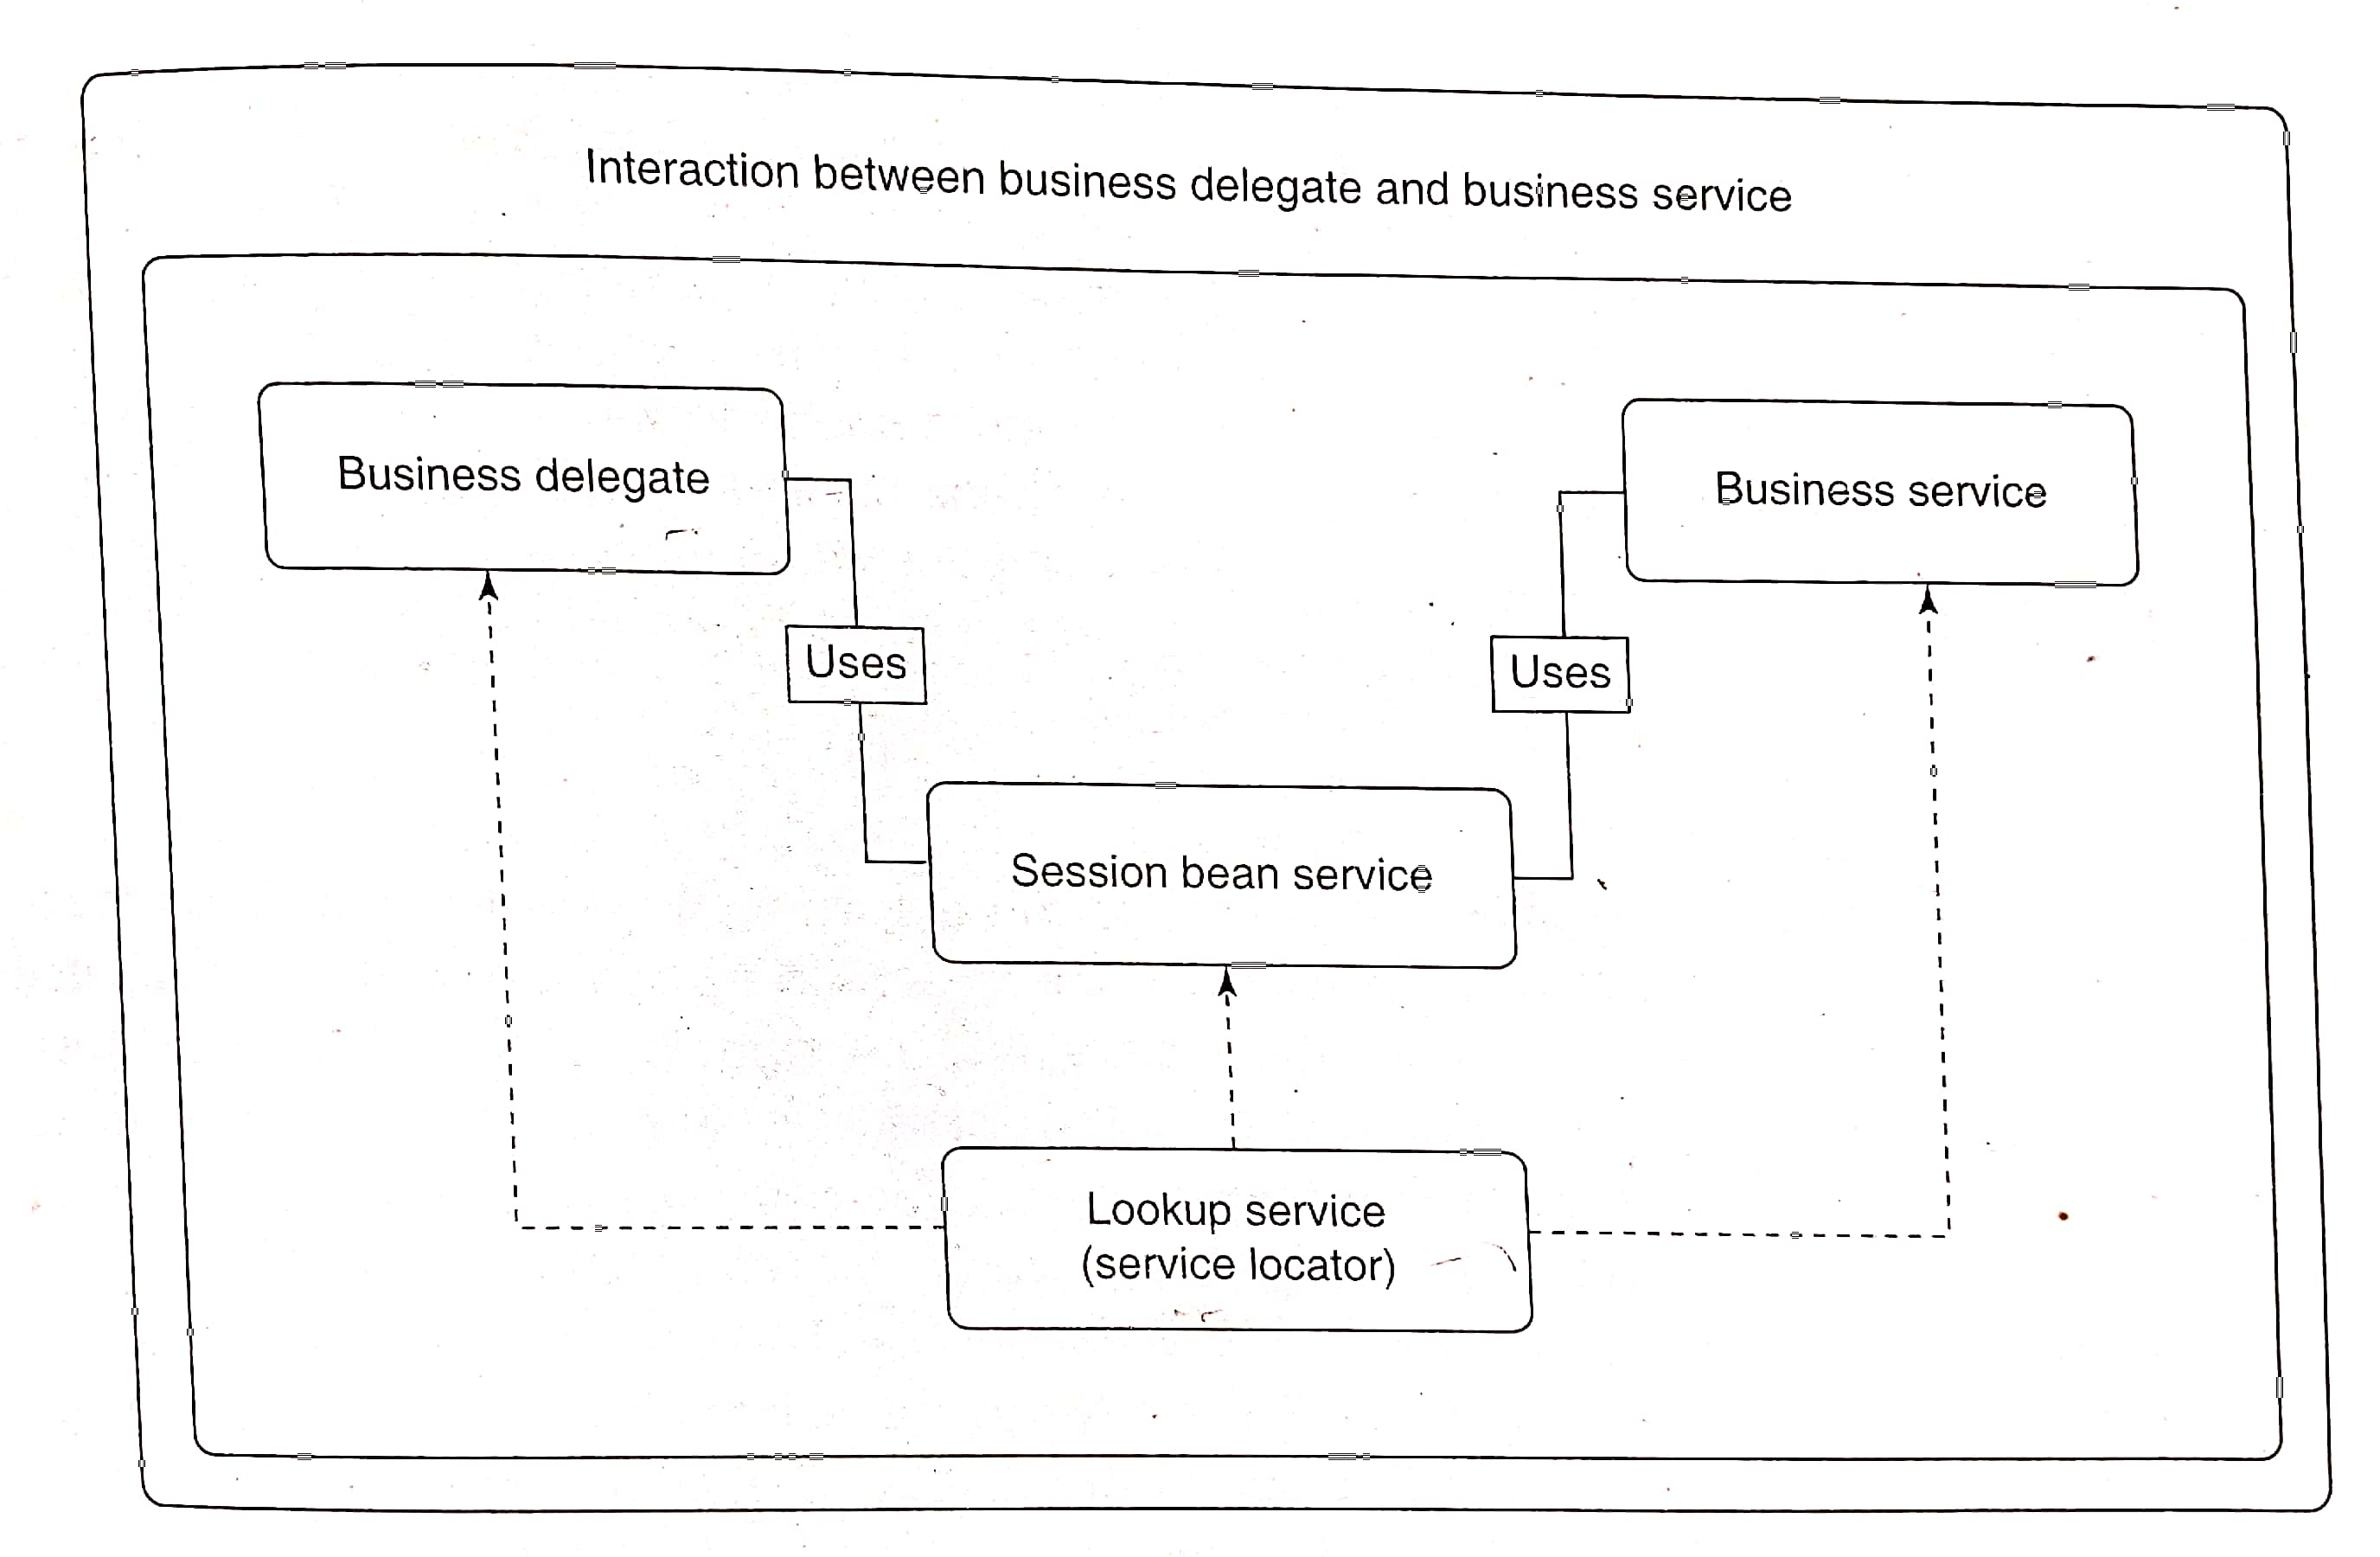 Interaction between business delegate and business service
Business delegate
Business service
Uses
Uses
Session bean service
Lookup service
(service locator)